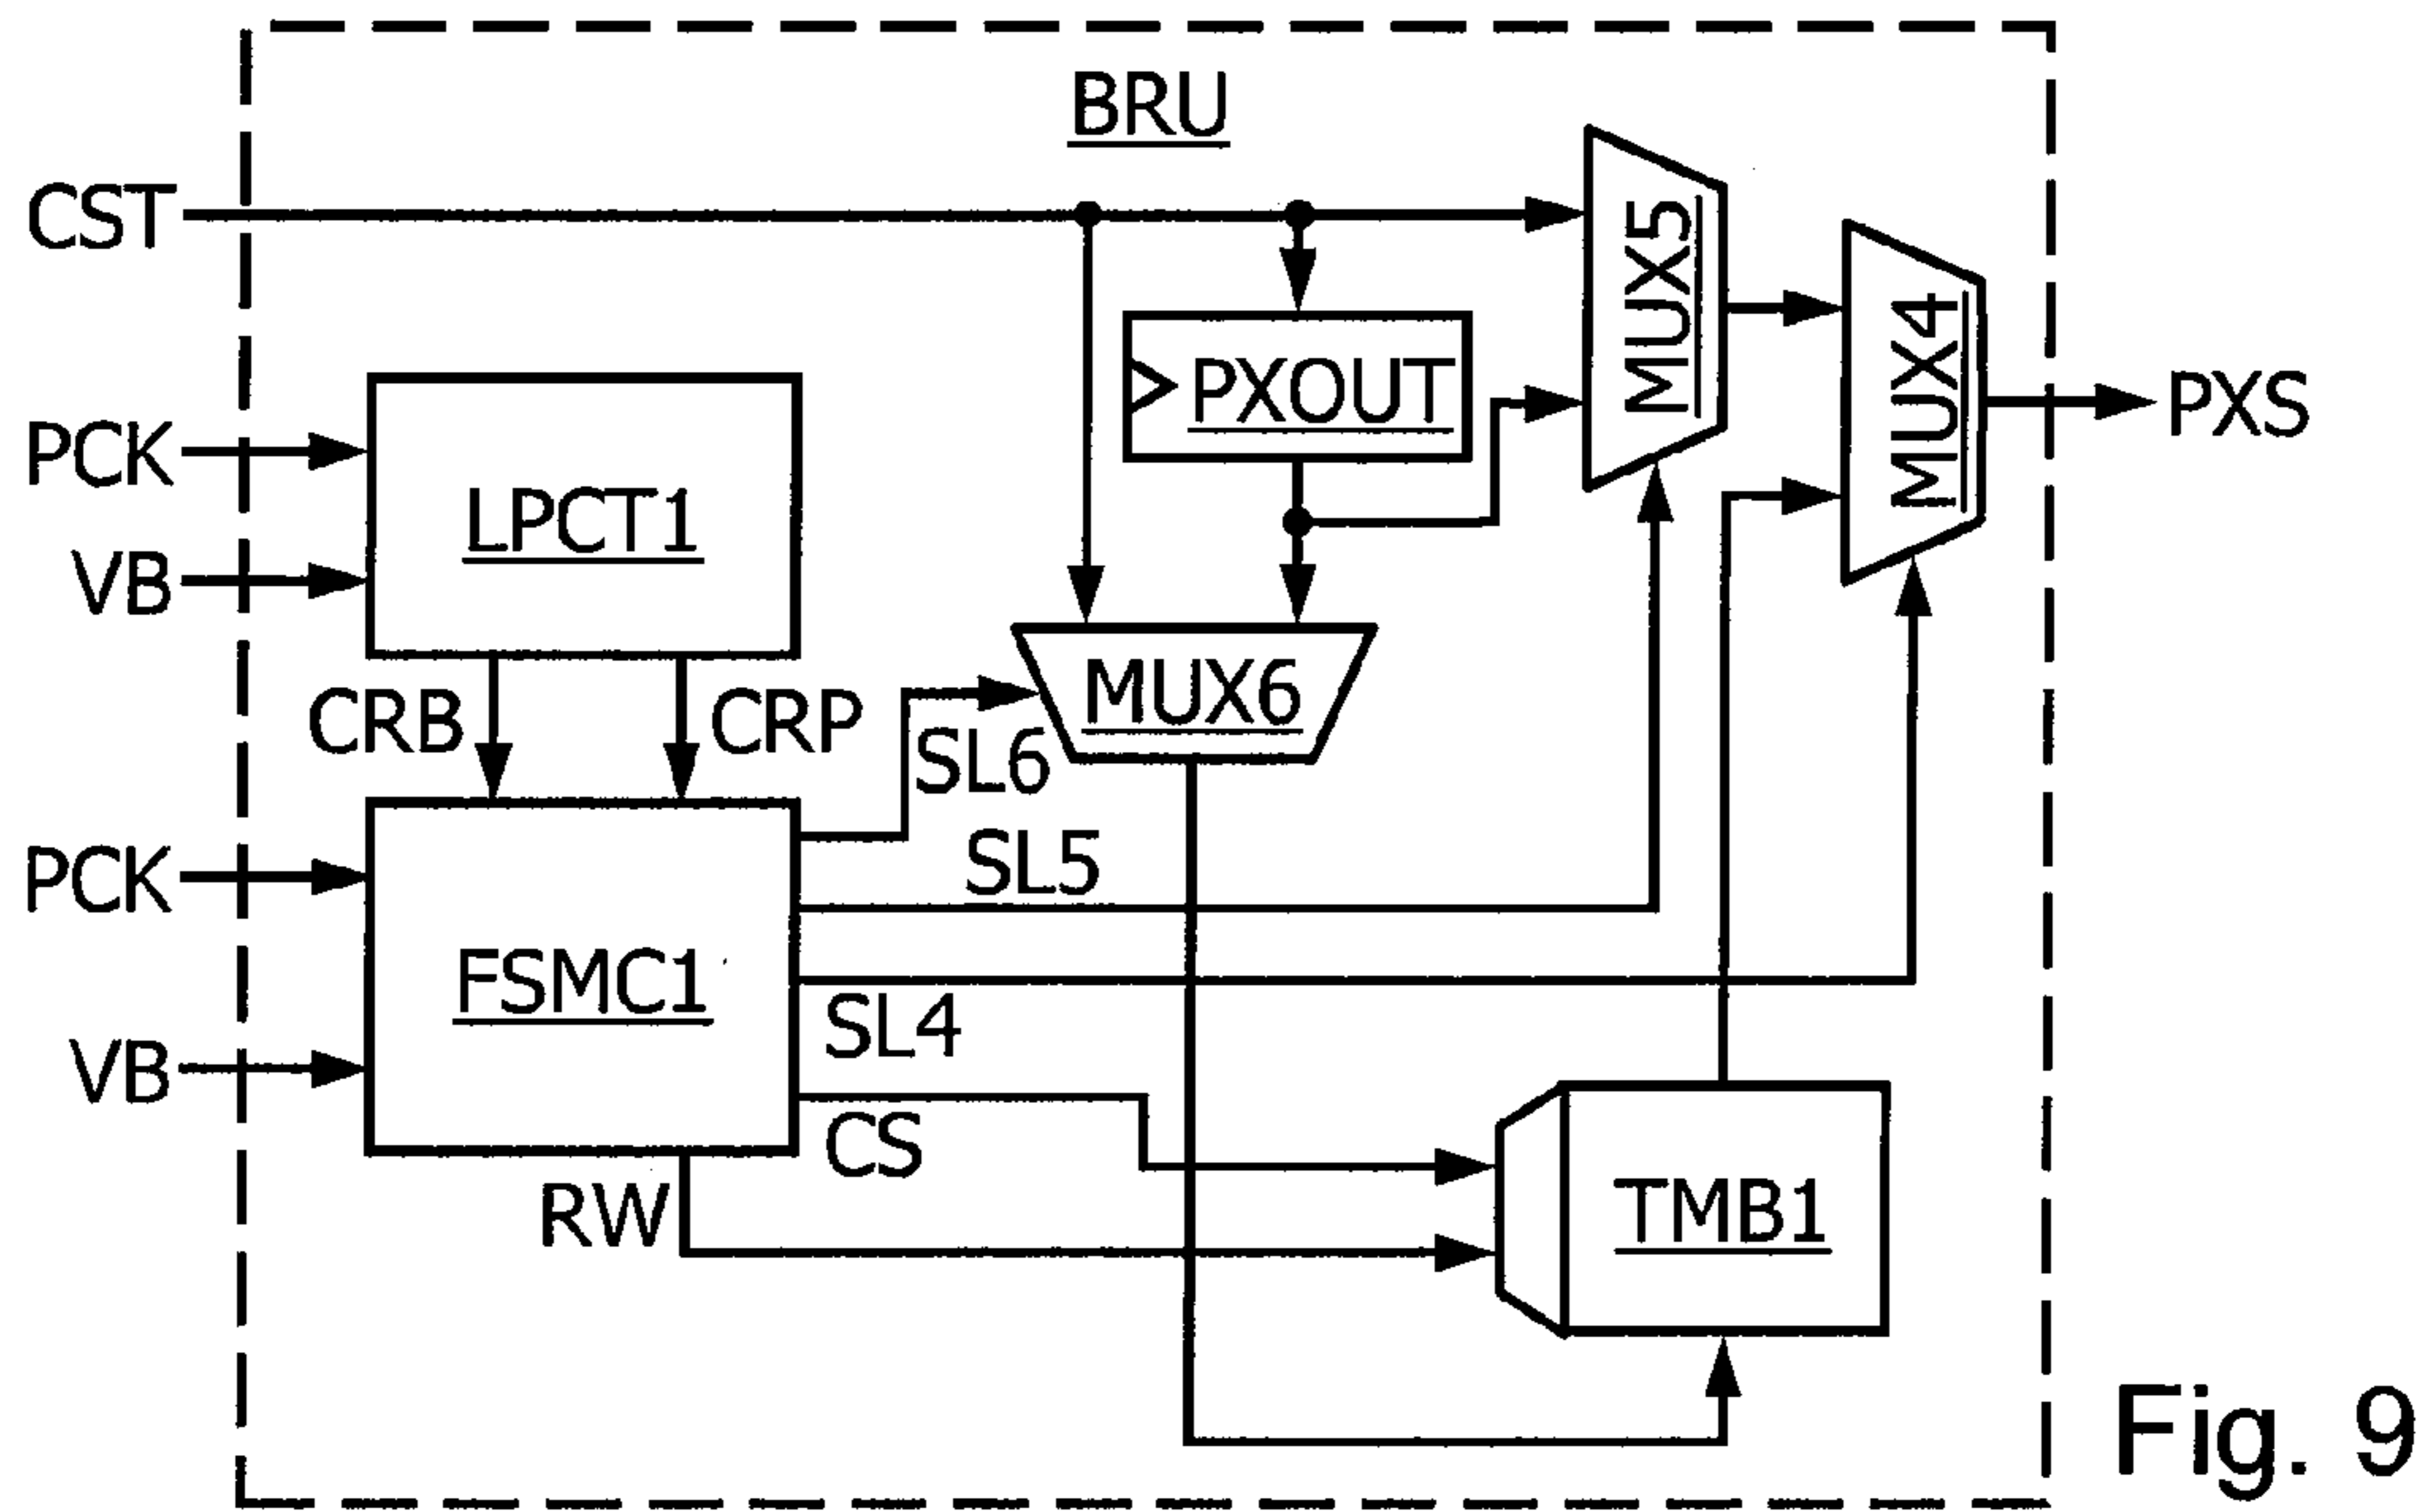 BRU
CST
MUX5
MUX4
PXOUT
PCK
PXS
LPCT1
VB
CRB
CRP
MUX6
SL6
SL5
PCK
FSMC1
SL4
VB
CS
RW
TMB1
Fig. 9